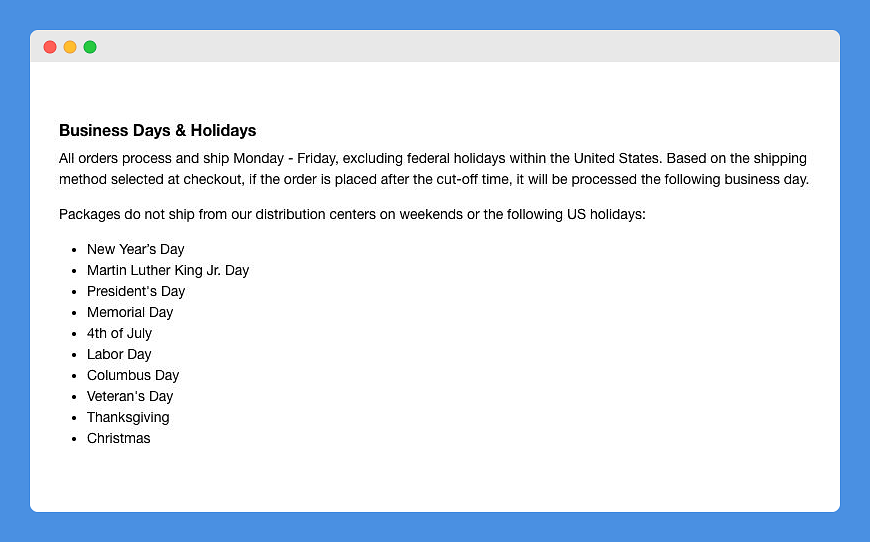 Business Days & Holidays
All orders process and ship Monday - Friday, excluding federal holidays within the United States. Based on the shipping
method selected at checkout, if the order is placed after the cut-off time, it will be processed the following business day.
Packages do not ship from our distribution centers on weekends or the following US holidays:
• New Year’s Day
• Martin Luther King Jr. Day
• President's Day
• Memorial Day
• 4th of July
• Labor Day
• Columbus Day
• Veteran's Day
• Thanksgiving
• Christmas